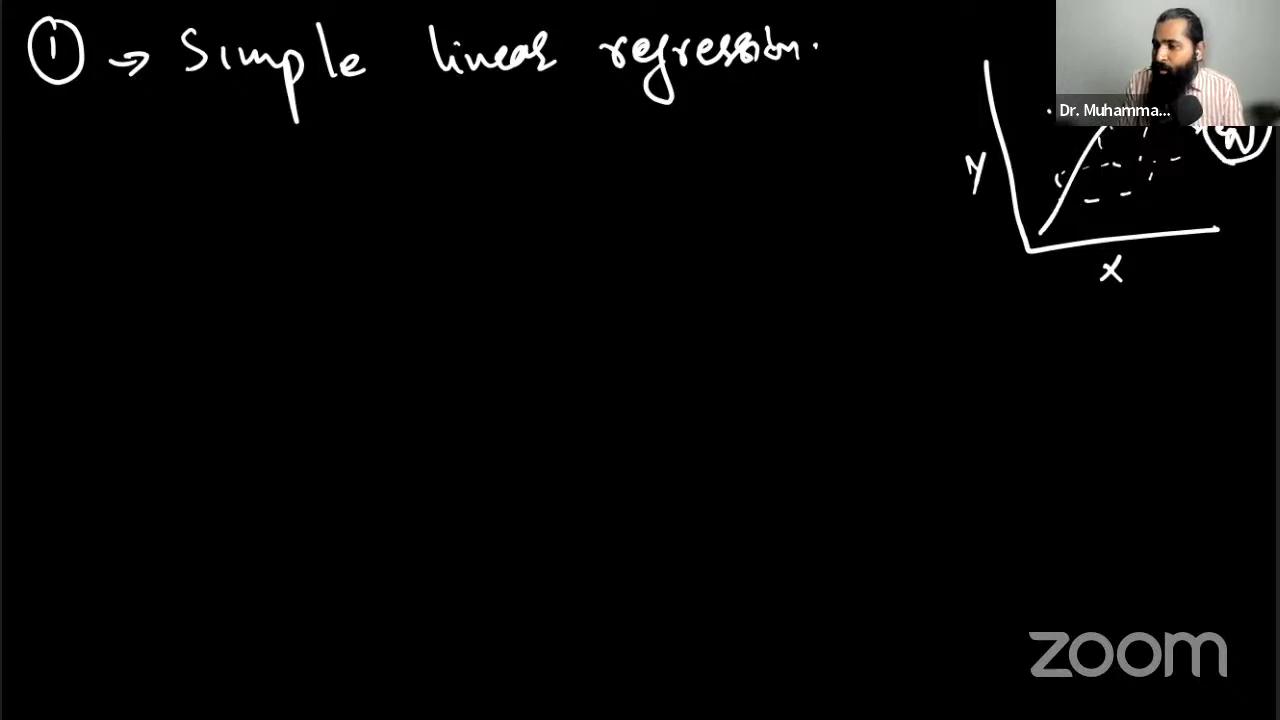 ① → Simple linear regression.
Dr. Muhamma...
y
x
zoom